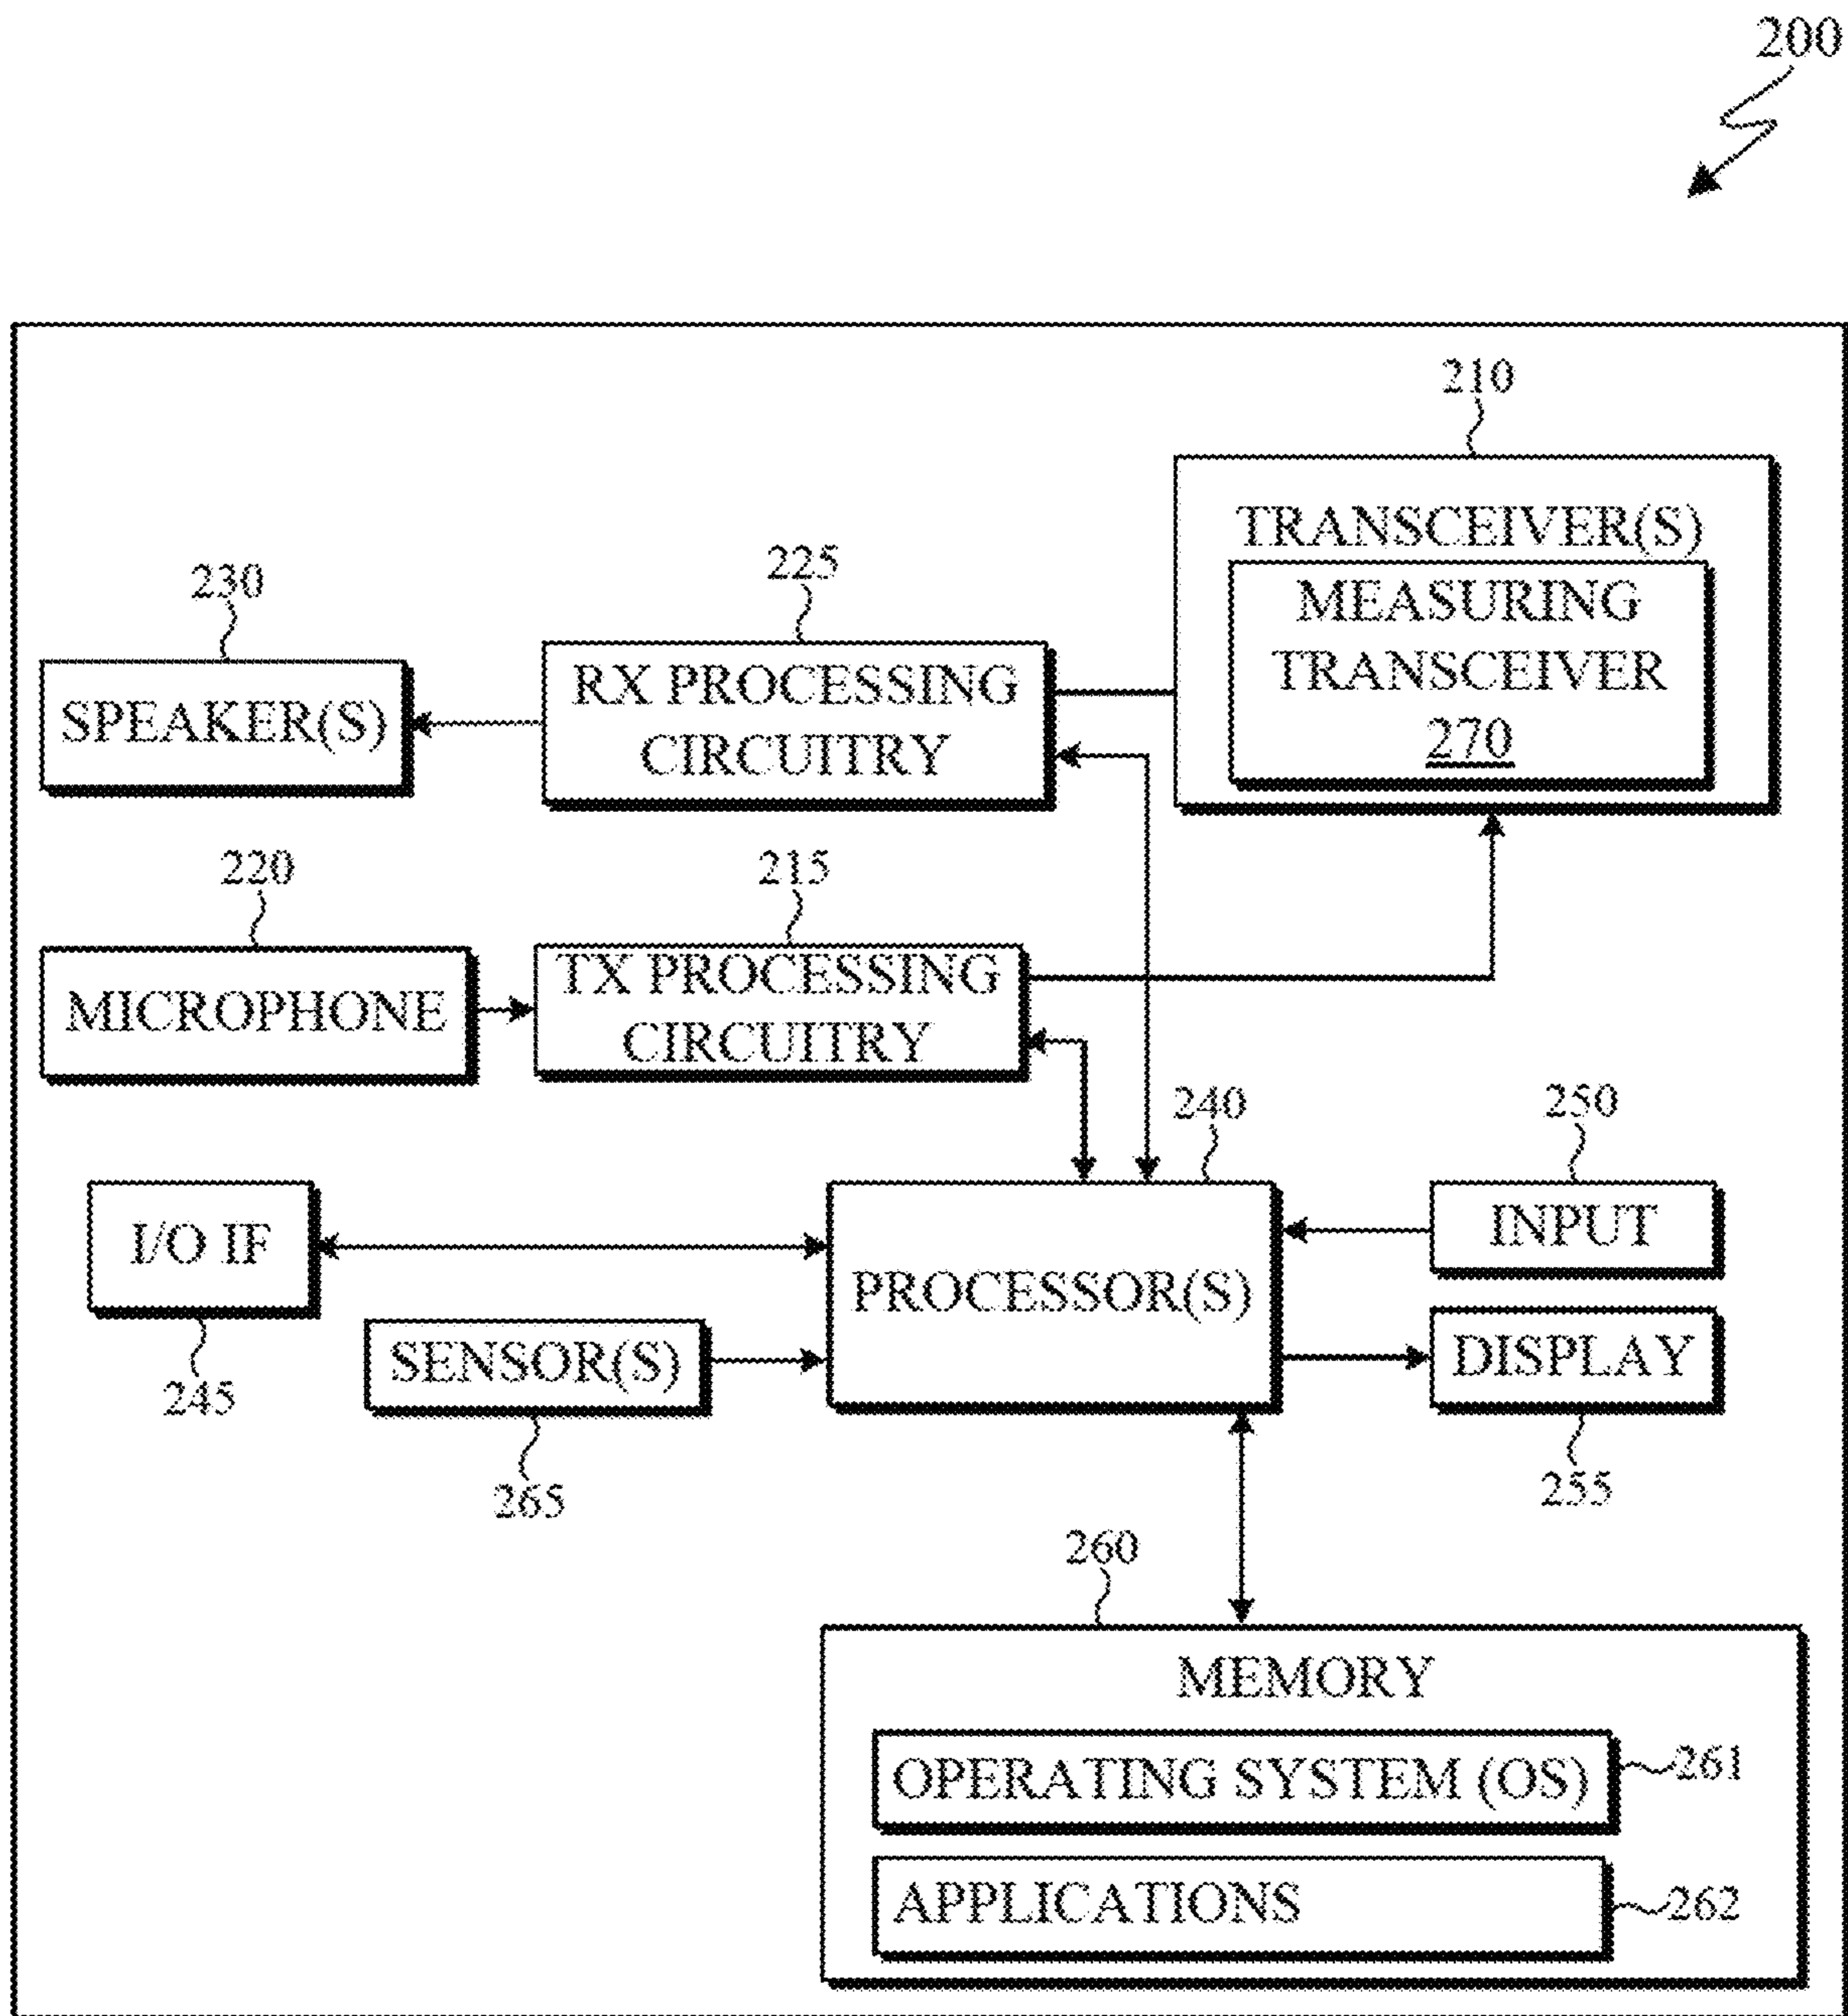 200
210
TRANSCEIVER(S)
MEASURING
TRANSCEIVER
270
225
RX PROCESSING
CIRCUITRY
230
SPEAKER(S)
220
MICROPHONE
215
TX PROCESSING
CIRCUITRY
240
PROCESSOR(S)
250
INPUT
I/O IF
245
SENSOR(S)
265
DISPLAY
255
260
MEMORY
OPERATING SYSTEM (OS)
261
APPLICATIONS
262